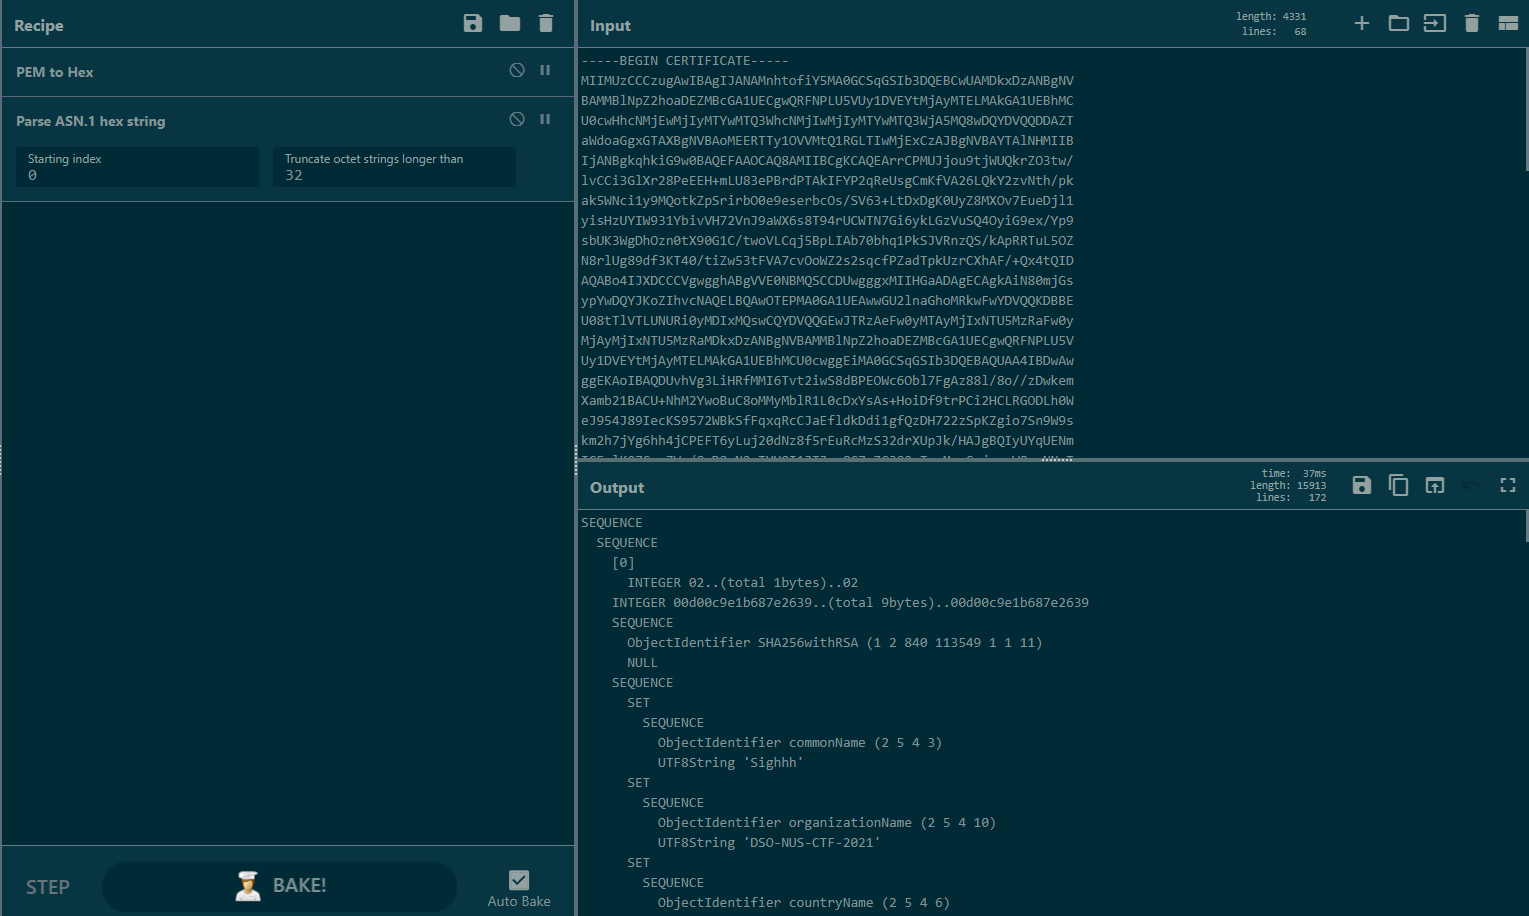 Recipe
PEM to Hex
Parse ASN.1 hex string
Starting index
0
Truncate octet strings longer than
32
STEP
BAKE!
Auto Bake
Input
length: 4331
lines: 68
-----BEGIN CERTIFICATE-----
MIIMUzCCCzugAwIBAgIJANAMnhtofiY5MA0GCSqGSIb3DQEBCwUAMDkxDzANBgNV
BAMMBlNpZ2hoaDEZMBcGA1UECgwQRFNPLU5VUy1DVEYtMjAyMTELMAkGA1UEBhMC
U0cwHhcNMjEwMjIyMTYwMTQ3WhcNMjIwMjIyMTYwMTQ3WjA5MQ8wDQYDVQQDDAZT
aWdoaGgxGTAXBgNVBAoMEERTTy1OVVMtQ1RGLTIwMjExCzAJBgNVBAYTAlNHMIIB
IjANBgkqhkiG9w0BAQEFAAOCAQ8AMIIBCgKCAQEArrCPMUJjou9tjWUQkrZO3tw/
lvCCi3GlXr28PeEEH+mLU83ePBrdPTAkIFYP2qReUsgCmKfVA26LQkY2zvNth/pk
ak5WNci1y9MQotkZpSrirbO0e9eserbcOs/SV63+LtDxDgK0UyZ8MXOv7EueDjl1
yisHzUYIW931YbivVH72VnJ9aWX6s8T94rUCWTN7Gi6ykLGzVuSQ4OyiG9ex/Yp9
sbUK3WgDhOzn0tX90G1C/twoVLCqj5BpLIAb70bhq1PkSJVRnzQS/kApRRTuL5OZ
N8rlUg89df3KT40/tiZw53tFVA7cvOoWZ2s2sqcfPZadTpkUzrCXhAF/+Qx4tQID
AQABo4IJXDCCCVgwgghABgVVE0NBMQSCCDUwgggxMIIHGaADAgECAgkAiN80mjGs
ypYwDQYJKoZIhvcNAQELBQAwOTEPMA0GA1UEAwwGU2lnaGhoMRkwFwYDVQQKDBBE
U08tTlVTLUNURi0yMDIxMQswCQYDVQQGEwJTRzAeFw0yMTAyMjIxNTU5MzRaFw0y
MjAyMjIxNTU5MzRaMDkxDzANBgNVBAMMBlNpZ2hoaDEZMBcGA1UECgwQRFNPLU5V
Uy1DVEYtMjAyMTELMAkGA1UEBhMCU0cwggEiMA0GCSqGSIb3DQEBAQUAA4IBDwAw
ggEKAoIBAQDUvhVg3LiHRfMMI6Tvt2iwS8dBPEOWc6Obl7FgAz88l/8o//zDwkem
Xamb21BACU+NhM2YwoBuC8oMMyMblR1L0cDxYsAs+HoiDf9trPCi2HCLRGODLh0W
eJ954J89IecKS9572WBkSfFqxqRcCJaEfldkDdi1gfQzDH722zSpKZgio7Sn9W9s
km2h7jYg6hh4jCPEFT6yLuj20dNz8f5rEuRcMzS32drXUpJk/HAJgBQIyUYqUENm
Output
time: 37ms
length: 15913
lines: 172
SEQUENCE
SEQUENCE
[0]
INTEGER 02..(total 1bytes)..02
INTEGER 00d00c9e1b687e2639..(total 9bytes)..00d00c9e1b687e2639
SEQUENCE
ObjectIdentifier SHA256withRSA (1 2 840 113549 1 1 11)
NULL
SEQUENCE
SET
SEQUENCE
ObjectIdentifier commonName (2 5 4 3)
UTF8String 'Sighhh'
SET
SEQUENCE
ObjectIdentifier organizationName (2 5 4 10)
UTF8String 'DSO-NUS-CTF-2021'
SET
SEQUENCE
ObjectIdentifier countryName (2 5 4 6)